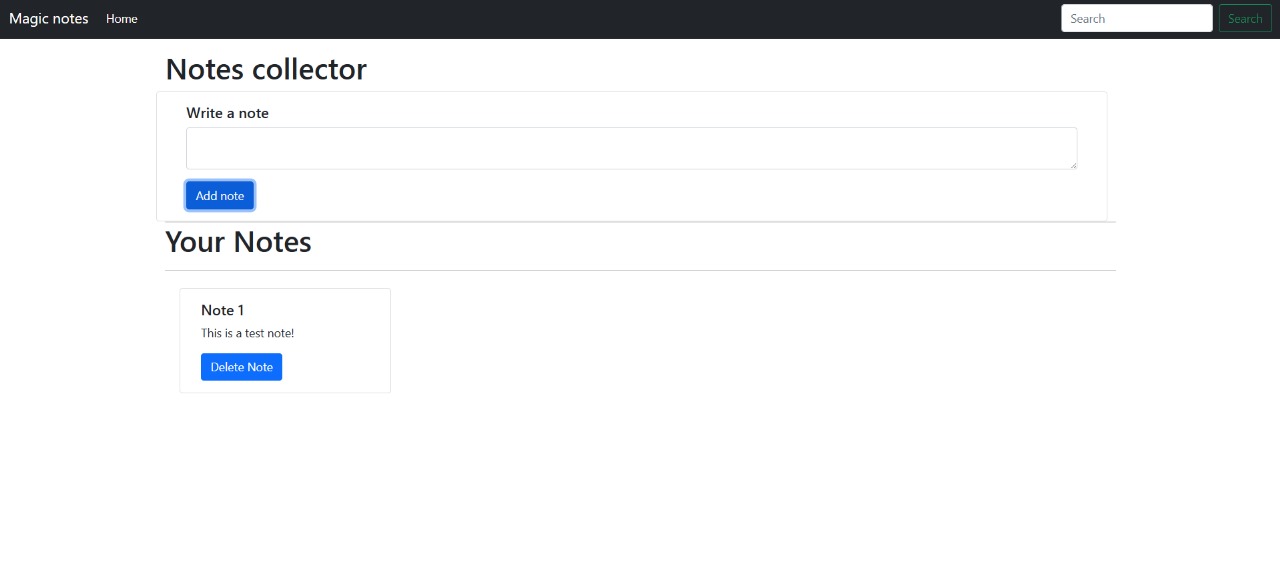 Magic notes Home Search Search
Notes collector
Write a note
Add note
Your Notes
Note 1
This is a test note!
Delete Note